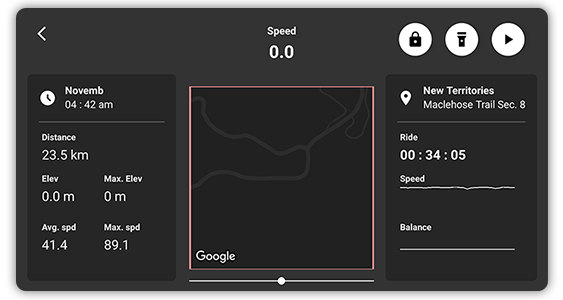 Speed
0.0
Novemb
04 : 42 am
Distance
23.5 km
Elev
Max. Elev
0.0 m
0 m
Avg. spd
Max. spd
41.4
89.1
Google
New Territories
Maclehose Trail Sec. 8
Ride
00 : 34 : 05
Speed
Balance